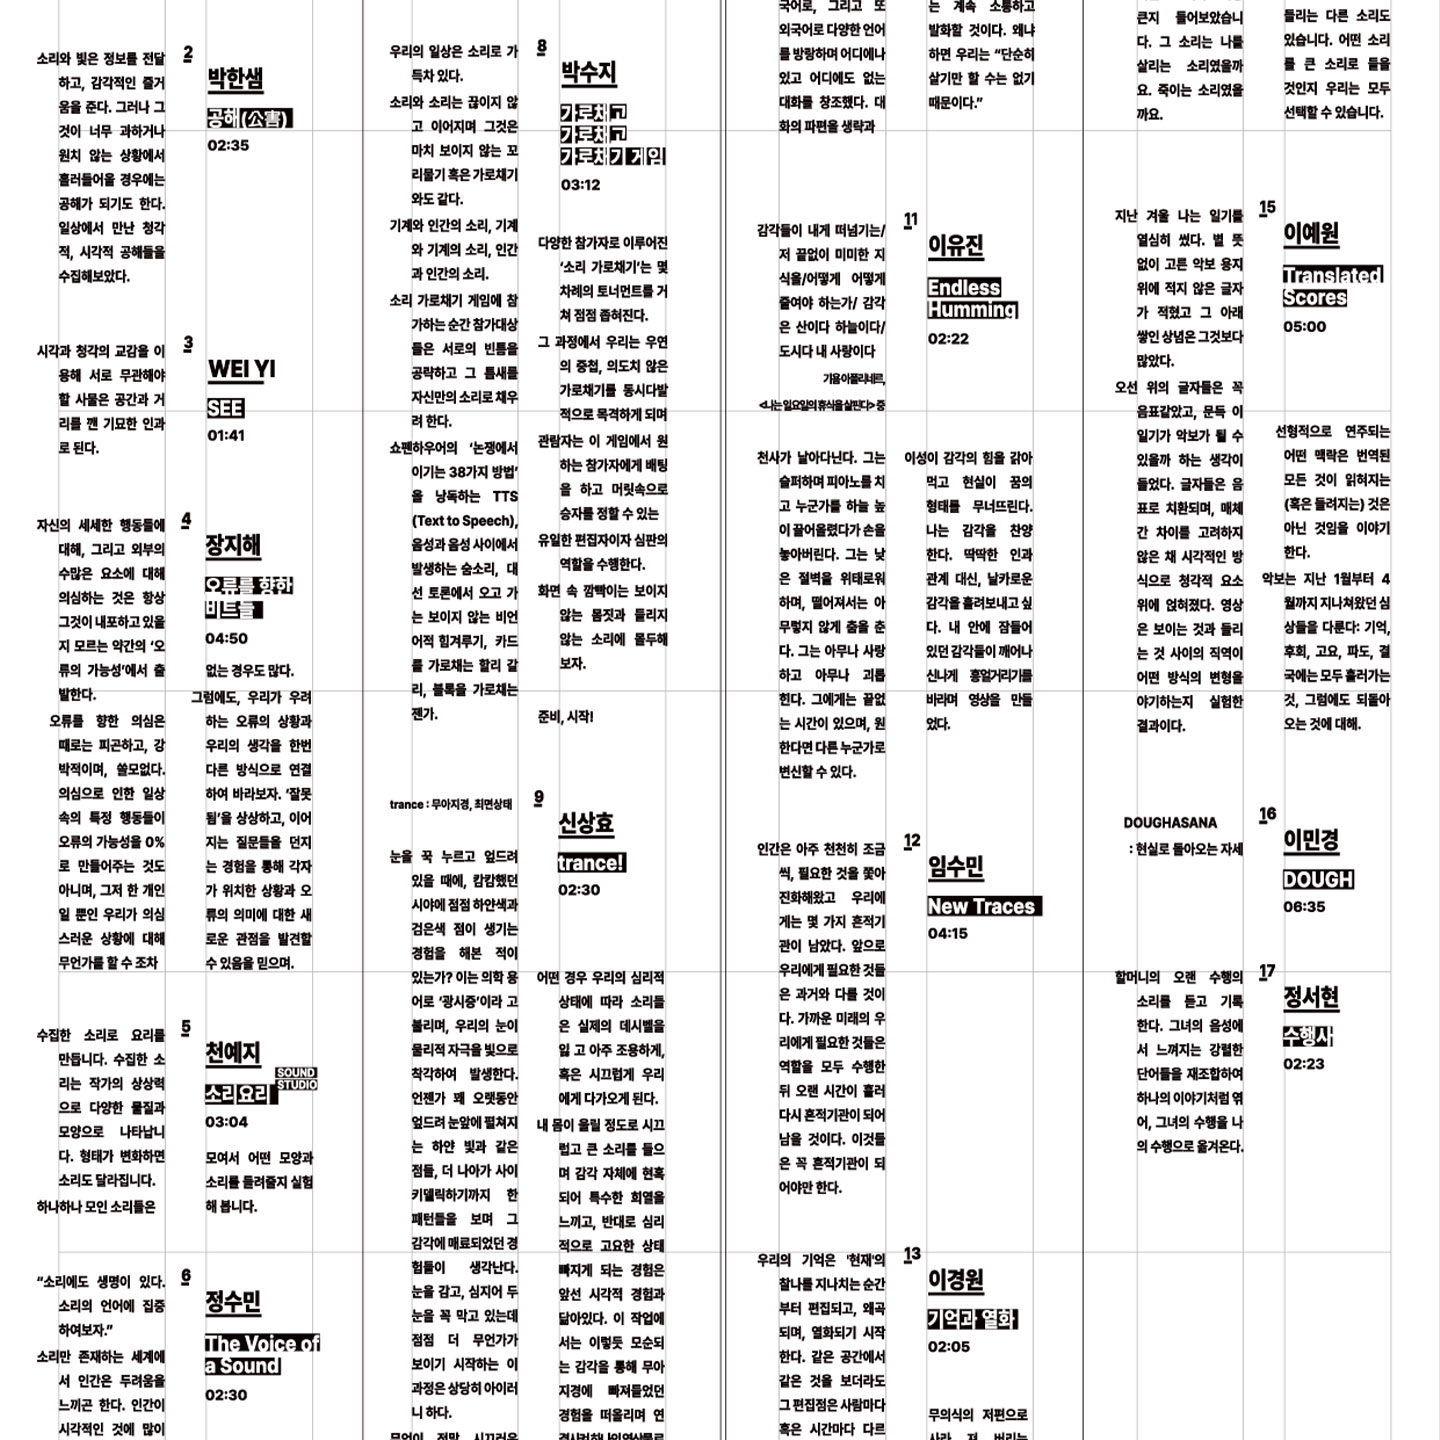 2
박한샘
공해(公害)
02:35
소리와 빛은 정보를 전달
하고, 감각적인 즐거
움을 준다. 그러나 그
것이 너무 과하거나
원치 않는 상황에서
흘러들어올 경우에는
공해가 되기도 한다.
일상에서 만난 청각
적, 시각적 공해들을
수집해보았다.
3
WEI YI
SEE
01:41
시각과 청각의 교감을 이
용해 서로 무관해야
할 사물은 공간과 거
리를 깬 기묘한 인과
로 된다.
4
장지해
오류를 향한
비트들
04:50
자신의 세세한 행동들에
대해, 그리고 외부의
수많은 요소에 대해
의심하는 것은 항상
그것이 내포하고 있을
지 모르는 약간의 ‘오
류의 가능성’에서 출
발한다.
오류를 향한 의심은
때로는 피곤하고, 강
박적이며, 쓸모없다.
의심으로 인한 일상
속의 특정 행동들이
오류의 가능성을 0%
로 만들어주는 것도
아니며, 그저 한 개인
일 뿐인 우리가 의심
스러운 상황에 대해
무언가를 할 수 조차
없는 경우도 많다.
그럼에도, 우리가 우려
하는 오류의 상황과
우리의 생각을 한번
다른 방식으로 연결
하여 바라보자. ‘잘못
됨’을 상상하고, 이어
지는 질문들을 던지
는 경험을 통해 각자
가 위치한 상황과 오
류의 의미에 대한 새
로운 관점을 발견할
수 있음을 믿으며.
5
천예지
소리 요리
SOUND
STUDIO
03:04
수집한 소리로 요리를
만듭니다. 수집한 소
리는 작가의 상상력
으로 다양한 물질과
모양으로 나타납니
다. 형태가 변화하면
소리도 달라집니다.
하나하나 모인 소리들은
모여서 어떤 모양과
소리를 들려줄지 실험
해 봅니다.
6
정수민
The Voice of
a Sound
02:30
“소리에도 생명이 있다.
소리의 언어에 집중
하여보자.”
소리만 존재하는 세계에
서 인간은 두려움을
느끼곤 한다. 인간이
시각적인 것에 많이
8
박수지
가로채고
가로채고
가로채기 게임
03:12
우리의 일상은 소리로 가
득차 있다.
소리와 소리는 끊이지 않
고 이어지며 그것은
마치 보이지 않는 꼬
리물기 혹은 가로채기
와도 같다.
기계와 인간의 소리, 기계
와 기계의 소리, 인간
과 인간의 소리.
소리 가로채기 게임에 참
가하는 순간 참가대상
들은 서로의 빈틈을
공략하고 그 틈새를
자신만의 소리로 채우
려 한다.
쇼펜하우어의 ‘논쟁에서
이기는 38가지 방법’
을 낭독하는 TTS
(Text to Speech),
음성과 음성 사이에서
발생하는 숨소리, 대
선 토론에서 오고 가
는 보이지 않는 비언
어적 힘겨루기, 카드
를 가로채는 할리 갈
리, 블록을 가로채는
젠가.
다양한 참가자로 이루어진
‘소리 가로채기’는 몇
차례의 토너먼트를 거
쳐 점점 좁혀진다.
그 과정에서 우리는 우연
의 중첩, 의도치 않은
가로채기를 동시다발
적으로 목격하게 되며
관람자는 이 게임에서 원
하는 참가자에게 배팅
을 하고 머릿속으로
승자를 정할 수 있는
유일한 편집자이자 심판의
역할을 수행한다.
화면 속 깜빡이는 보이지
않는 몸짓과 들리지
않는 소리에 몰두해
보자.
준비, 시작!
9
신상효
trance!
02:30
trance : 무아지경, 최면상태
눈을 꾹 누르고 엎드려
있을 때에, 캄캄했던
시야에 점점 하얀색과
검은색 점이 생기는
경험을 해본 적이
있는가? 이는 의학 용
어로 ‘광시증’이라 고
불리며, 우리의 눈이
물리적 자극을 빛으로
착각하여 발생한다.
언젠가 꽤 오랫동안
엎드려 눈앞에 펼쳐지
는 하얀 빛과 같은
점들, 더 나아가 사이
키델릭하기까지 한
패턴들을 보며 그
감각에 매료되었던 경
험들이 생각난다.
눈을 감고, 심지어 두
눈을 꼭 막고 있는데
점점 더 무언가가
보이기 시작하는 이
과정은 상당히 아이러
니 하다.
무엇이 정말 시끄러운
어떤 경우 우리의 심리적
상태에 따라 소리들
은 실제의 데시벨을
잃 고 아주 조용하게,
혹은 시끄럽게 우리
에게 다가오게 된다.
내 몸이 울릴 정도로 시끄
럽고 큰 소리를 들으
며 감각 자체에 현혹
되어 특수한 희열을
느끼고, 반대로 심리
적으로 고요한 상태
빠지게 되는 경험은
앞선 시각적 경험과
닮아있다. 이 작업에
서는 이렇듯 모순되
는 감각을 통해 무아
지경에 빠져들었던
경험을 떠올리며 연
국어로, 그리고 또
외국어로 다양한 언어
를 방랑하며 어디에나
있고 어디에도 없는
대화를 창조했다. 대
화의 파편을 생략과
는 계속 소통하고
발화할 것이다. 왜냐
하면 우리는 “단순히
살기만 할 수는 없기
때문이다.”
11
이유진
Endless
Humming
02:22
감각들이 내게 떠넘기는/
저 끝없이 미미한 지
식을/어떻게 어떻게
줄여야 하는가/ 감각
은 산이다 하늘이다/
도시다 내 사랑이다
기욤 아폴리네르,
<나는 일요일의 휴식을 살핀다> 중
천사가 날아다닌다. 그는
슬퍼하며 피아노를 치
고 누군가를 하늘 높
이 끌어올렸다가 손을
놓아버린다. 그는 낮
은 절벽을 위태로워
하며, 떨어져서는 아
무렇지 않게 춤을 춘
다. 그는 아무나 사랑
하고 아무나 괴롭
힌다. 그에게는 끝없
는 시간이 있으며, 원
한다면 다른 누군가로
변신할 수 있다.
이성이 감각의 힘을 갉아
먹고 현실이 꿈의
형태를 무너뜨린다.
나는 감각을 찬양
한다. 딱딱한 인과
관계 대신, 날카로운
감각을 흘려보내고 싶
다. 내 안에 잠들어
있던 감각들이 깨어나
신나게 흥얼거리기를
바라며 영상을 만들
었다.
12
임수민
New Traces
04:15
인간은 아주 천천히 조금
씩, 필요한 것을 쫓아
진화해왔고 우리에
게는 몇 가지 흔적기
관이 남았다. 앞으로
우리에게 필요한 것들
은 과거와 다를 것이
다. 가까운 미래의 우
리에게 필요한 것들은
역할을 모두 수행한
뒤 오랜 시간이 흘러
다시 흔적기관이 되어
남을 것이다. 이것들
은 꼭 흔적기관이 되
어야만 한다.
13
이경원
기억과 열화
02:05
우리의 기억은 '현재'의
찰나를 지나치는 순간
부터 편집되고, 왜곡
되며, 열화되기 시작
한다. 같은 공간에서
같은 것을 보더라도
그 편집점은 사람마다
혹은 시간마다 다르
무의식의 저편으로
큰지 들어보았습니
다. 그 소리는 나를
살리는 소리였을까
요. 죽이는 소리였을
까요.
들리는 다른 소리도
있습니다. 어떤 소리
를 큰 소리로 들을
것인지 우리는 모두
선택할 수 있습니다.
15
이예원
Translated
Scores
05:00
지난 겨울 나는 일기를
열심히 썼다. 별 뜻
없이 고른 악보 용지
위에 적지 않은 글자
가 적혔고 그 아래
쌓인 상념은 그것보다
많았다.
오선 위의 글자들은 꼭
음표같았고, 문득 이
일기가 악보가 될 수
있을까 하는 생각이
들었다. 글자들은 음
표로 치환되며, 매체
간 차이를 고려하지
않은 채 시각적인 방
식으로 청각적 요소
위에 얹혀졌다. 영상
은 보이는 것과 들리
는 것 사이의 직역이
어떤 방식의 변형을
야기하는지 실험한
결과이다.
선형적으로 연주되는
어떤 맥락은 번역된
모든 것이 읽혀지는
(혹은 들려지는) 것은
아닌 것임을 이야기
한다.
악보는 지난 1월부터 4
월까지 지나쳐왔던 심
상들을 다룬다: 기억,
후회, 고요, 파도, 결
국에는 모두 흘러가는
것, 그럼에도 되돌아
오는 것에 대해.
16
이민경
DOUGH
06:35
DOUGHASANA
: 현실로 돌아오는 자세
17
정서현
수행사
02:23
할머니의 오랜 수행의
소리를 듣고 기록
한다. 그녀의 음성에
서 느껴지는 강렬한
단어들을 재조합하여
하나의 이야기처럼 엮
어, 그녀의 수행을 나
의 수행으로 옮겨온다.